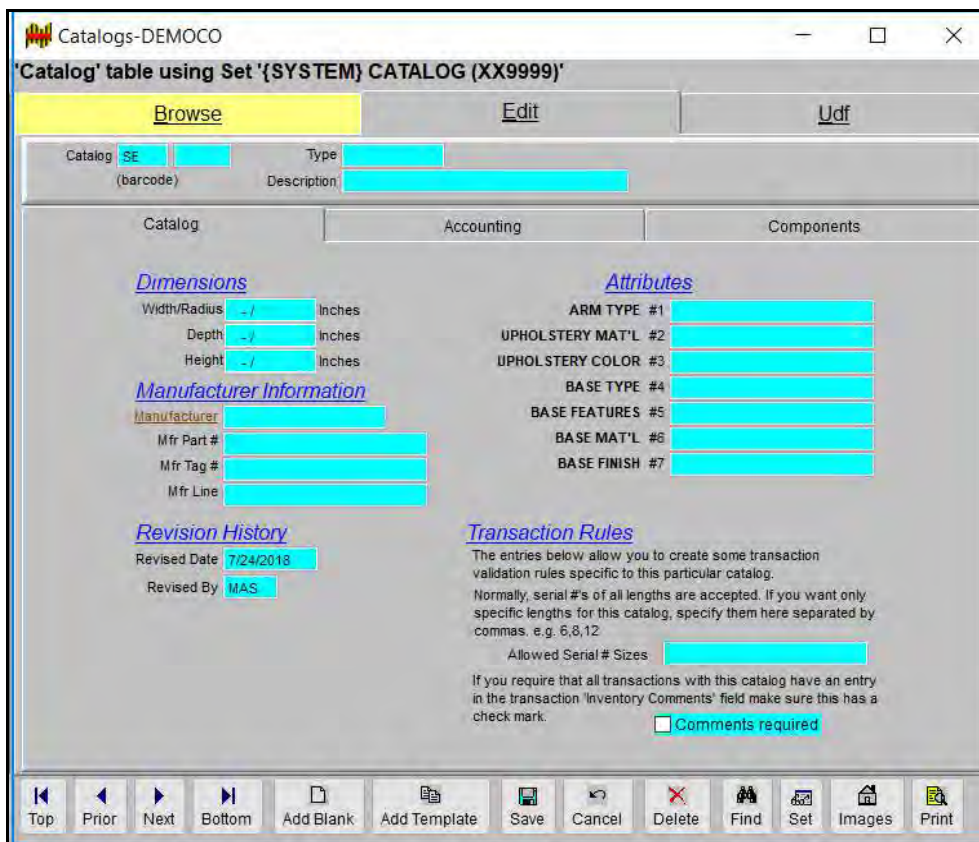 Catalogs-DEMOCO
'Catalog' table using Set '{SYSTEM} CATALOG (XX9999)'
Browse Edit Udf
Catalog SE Type
(barcode) Description
Catalog Accounting Components
Dimensions Attributes
Width/Radius - / Inches ARM TYPE #1
Depth - / Inches UPHOLSTERY MAT'L #2
Height - / Inches UPHOLSTERY COLOR #3
Manufacturer Information BASE TYPE #4
Manufacturer BASE FEATURES #5
Mfr Part # BASE MAT'L #6
Mfr Tag # BASE FINISH #7
Mfr Line
Revision History
Revised Date 7/24/2018
Revised By MAS
Transaction Rules
The entries below allow you to create some transaction
validation rules specific to this particular catalog.
Normally, serial #'s of all lengths are accepted. If you want only
specific lengths for this catalog, specify them here separated by
commas. e.g. 6,8,12
Allowed Serial # Sizes
If you require that all transactions with this catalog have an entry
in the transaction 'Inventory Comments' field make sure this has a
check mark.
Comments required
Top Prior Next Bottom Add Blank Add Template Save Cancel Delete Find Set Images Print